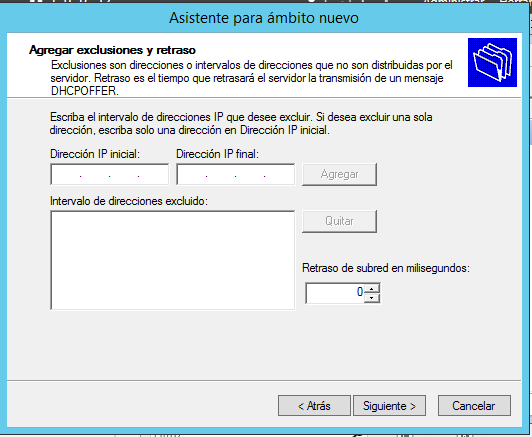 Asistente para ámbito nuevo
Agregar exclusiones y retraso
Exclusiones son direcciones o intervalos de direcciones que no son distribuidas por el
servidor. Retraso es el tiempo que retrasará el servidor la transmisión de un mensaje
DHCPOFFER.
Escriba el intervalo de direcciones IP que desee excluir. Si desea excluir una sola
dirección, escriba solo una dirección en Dirección IP inicial.
Dirección IP inicial: Dirección IP final:
. . . . . . Agregar
Intervalo de direcciones excluido:
Quitar
Retraso de subred en milisegundos:
0
< Atrás Siguiente > Cancelar